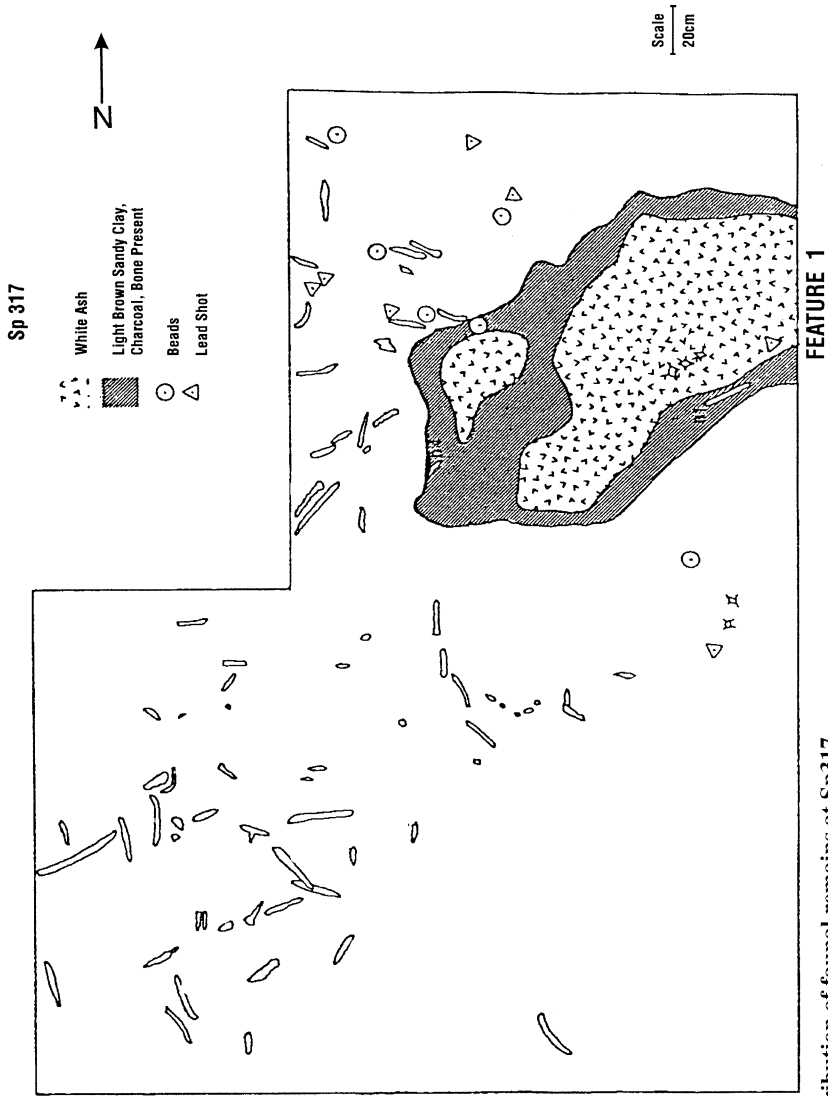 Sp 317
N
White Ash
Light Brown Sandy Clay,
Charcoal, Bone Present
Beads
Lead Shot
Scale
20cm
FEATURE 1
of faunal remains at Sp317